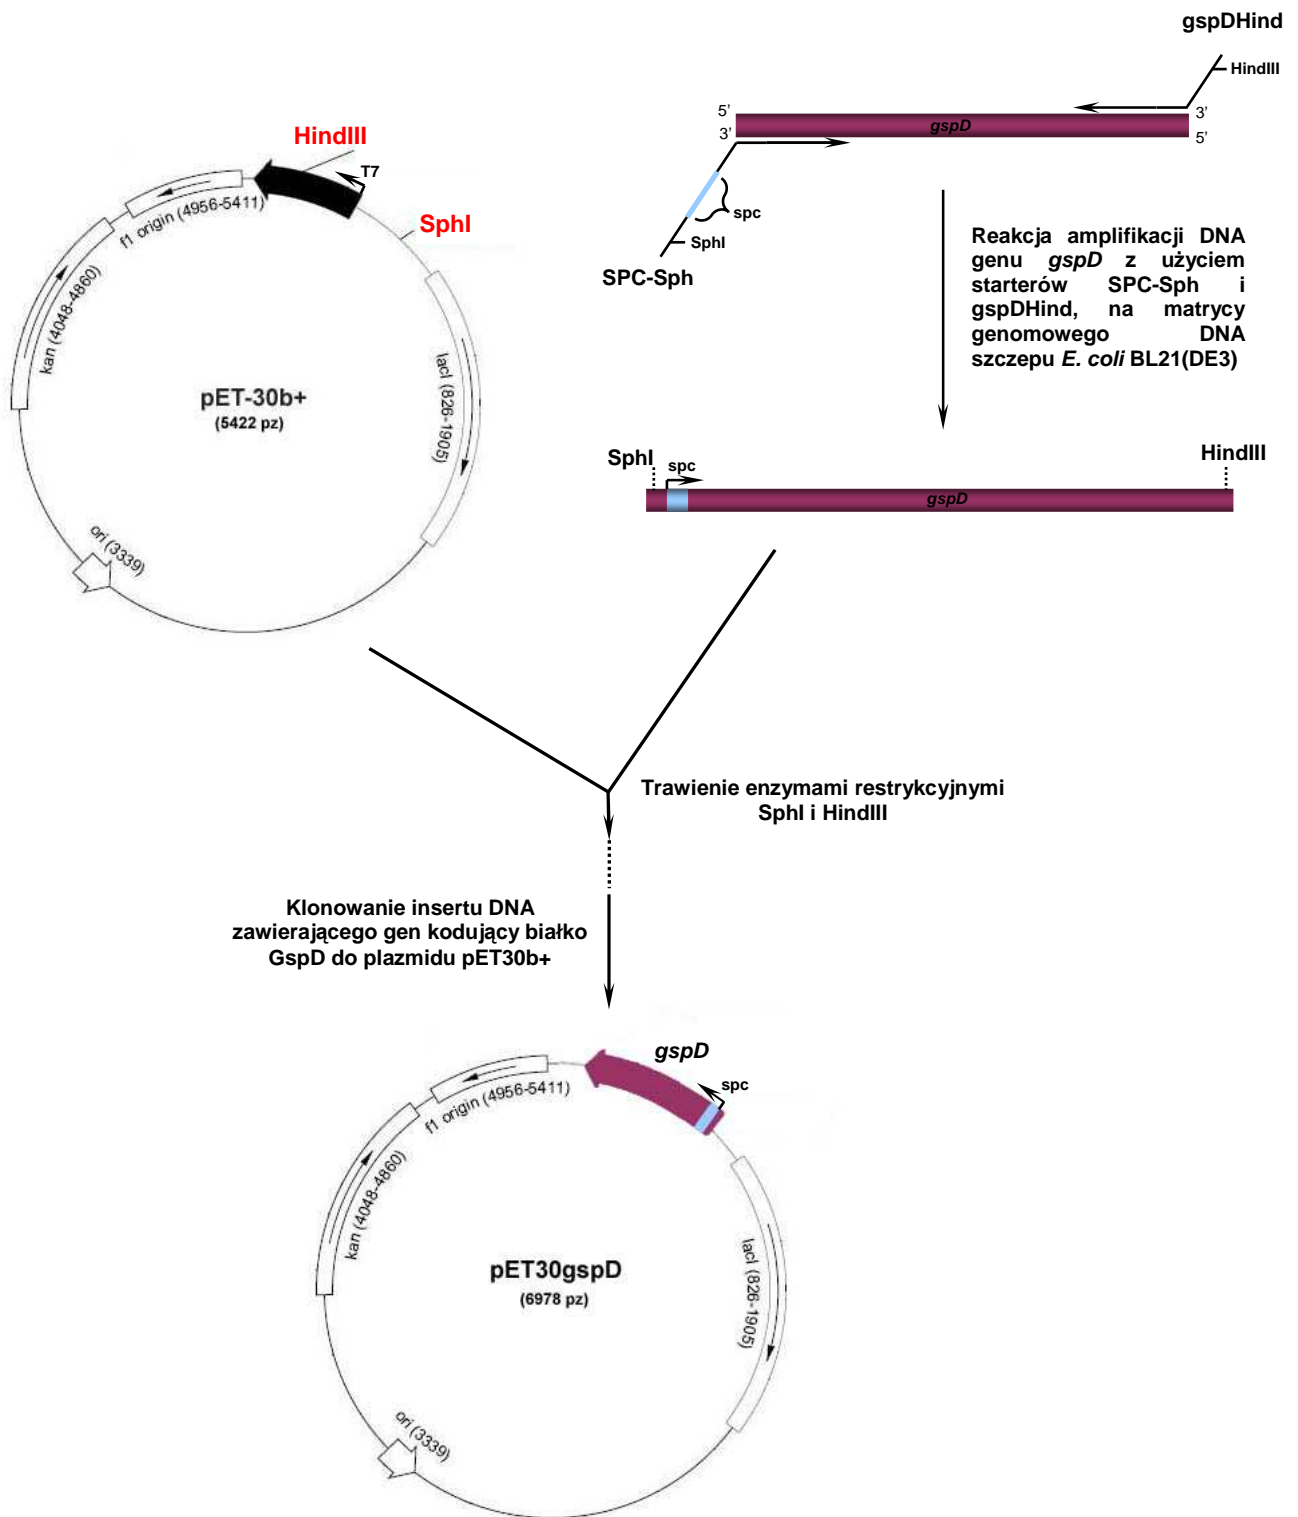 gspDHind
HindIII
5'
3'
gspD
3'
5'
spc
SphI
SPC-Sph
HindIII
T7
SphI
f1 origin (4956-5411)
kan (4048-4860)
lacI (826-1905)
ori (3339)
pET-30b+
(5422 pz)
Reakcja amplifikacji DNA
genu gspD z użyciem
starterów SPC-Sph i
gspDHind, na matrycy
genomowego DNA
szczepu E. coli BL21(DE3)
SphI
spc
HindIII
gspD
Trawienie enzymami restrykcyjnymi
SphI i HindIII
Klonowanie insertu DNA
zawierającego gen kodujący białko
GspD do plazmidu pET30b+
gspD
spc
f1 origin (4956-5411)
kan (4048-4860)
lacI (826-1905)
ori (3339)
pET30gspD
(6978 pz)